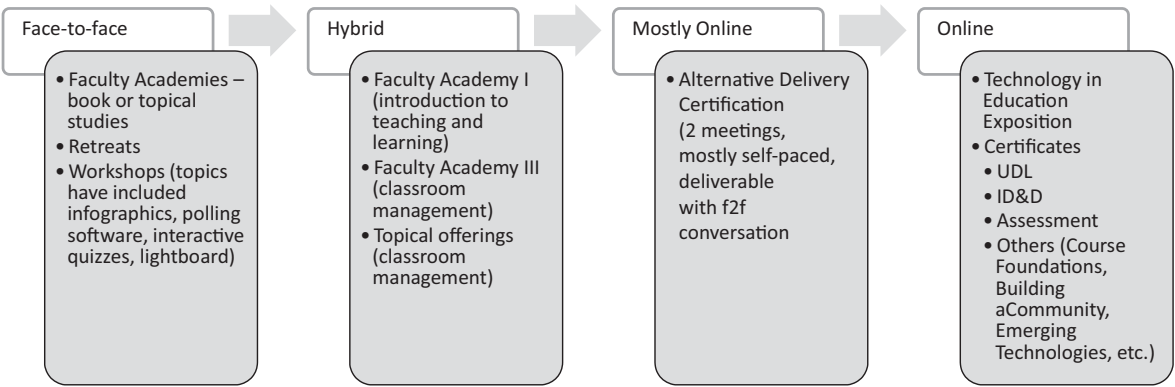 Face-to-face
• Faculty Academies –
book or topical
studies
• Retreats
• Workshops (topics
have included
infographics, polling
software, interactive
quizzes, lightboard)
Hybrid
• Faculty Academy I
(introduction to
teaching and
learning)
• Faculty Academy III
(classroom
management)
• Topical offerings
(classroom
management)
Mostly Online
• Alternative Delivery
Certification
(2 meetings,
mostly self-paced,
deliverable
with f2f
conversation
Online
• Technology in
Education
Exposition
• Certificates
• UDL
• ID&D
• Assessment
• Others (Course
Foundations,
Building
aCommunity,
Emerging
Technologies, etc.)